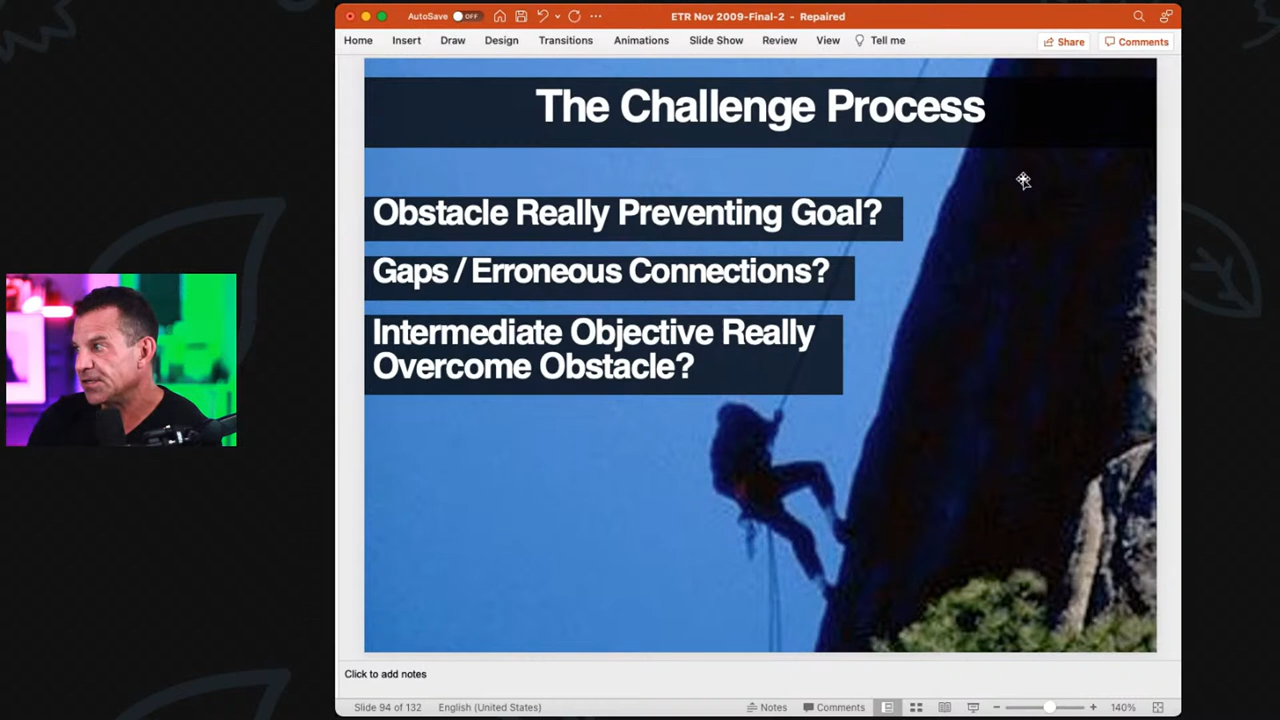 AutoSave OFF
ETR Nov 2009-Final-2 - Repaired
Home Insert Draw Design Transitions Animations Slide Show Review View Tell me Share Comments
The Challenge Process
Obstacle Really Preventing Goal?
Gaps / Erroneous Connections?
Intermediate Objective Really
Overcome Obstacle?
Click to add notes
Slide 94 of 132 English (United States) Notes Comments 140%